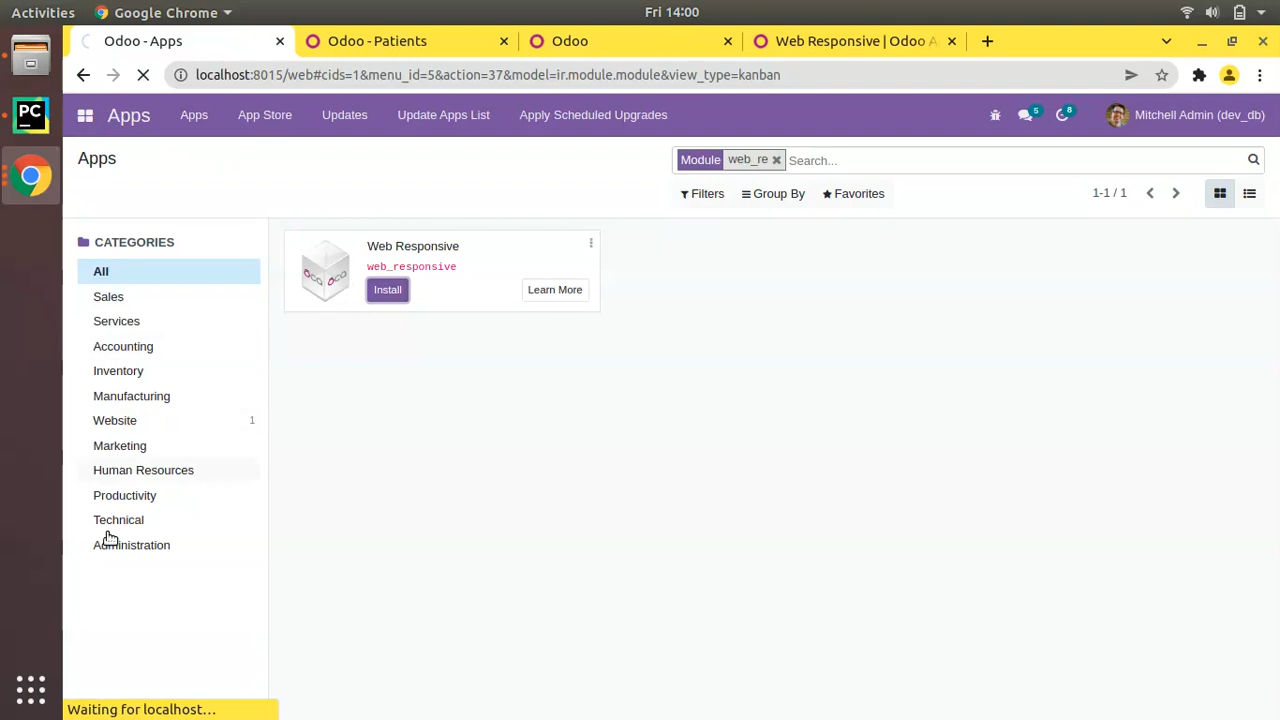 Activities
Google Chrome
Fri 14:00
PC
Odoo - Apps
Odoo - Patients
Odoo
Web Responsive | Odoo A
localhost:8015/web#cids=1&menu_id=5&action=37&model=ir.module.module&view_type=kanban
Apps
Apps
App Store
Updates
Update Apps List
Apply Scheduled Upgrades
5
8
Mitchell Admin (dev_db)
Apps
Module
web_re
Search...
Filters
Group By
Favorites
1-1 / 1
CATEGORIES
All
Sales
Services
Accounting
Inventory
Manufacturing
Website
1
Marketing
Human Resources
Productivity
Technical
Administration
Web Responsive
web_responsive
Install
Learn More
Waiting for localhost…